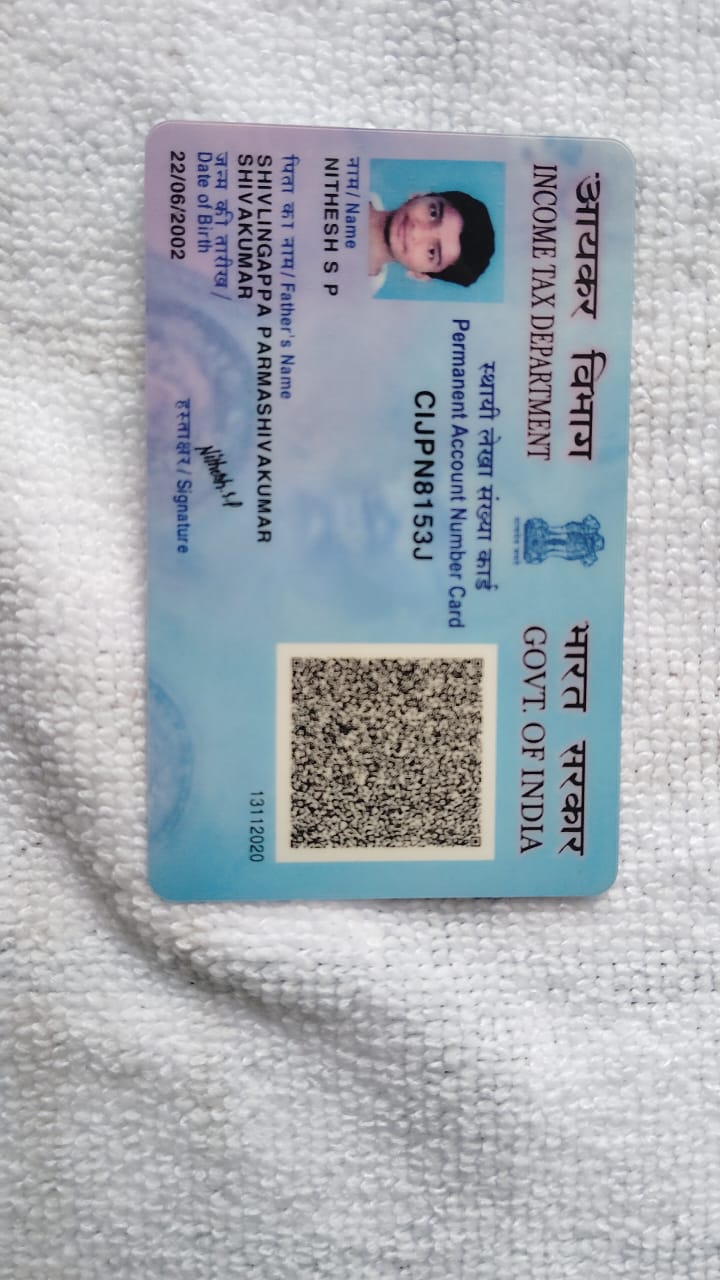 आयकर विभाग
INCOME TAX DEPARTMENT
भारत सरकार
GOVT. OF INDIA
स्थायी लेखा संख्या कार्ड
Permanent Account Number Card
CIJPN8153J
नाम / Name
NITHESH S P
पिता का नाम / Father's Name
SHIVLINGAPPA PARMASHIVAKUMAR
SHIVAKUMAR
जन्म की तारीख /
Date of Birth
22/06/2002
Nithesh.S.P
हस्ताक्षर / Signature
13112020